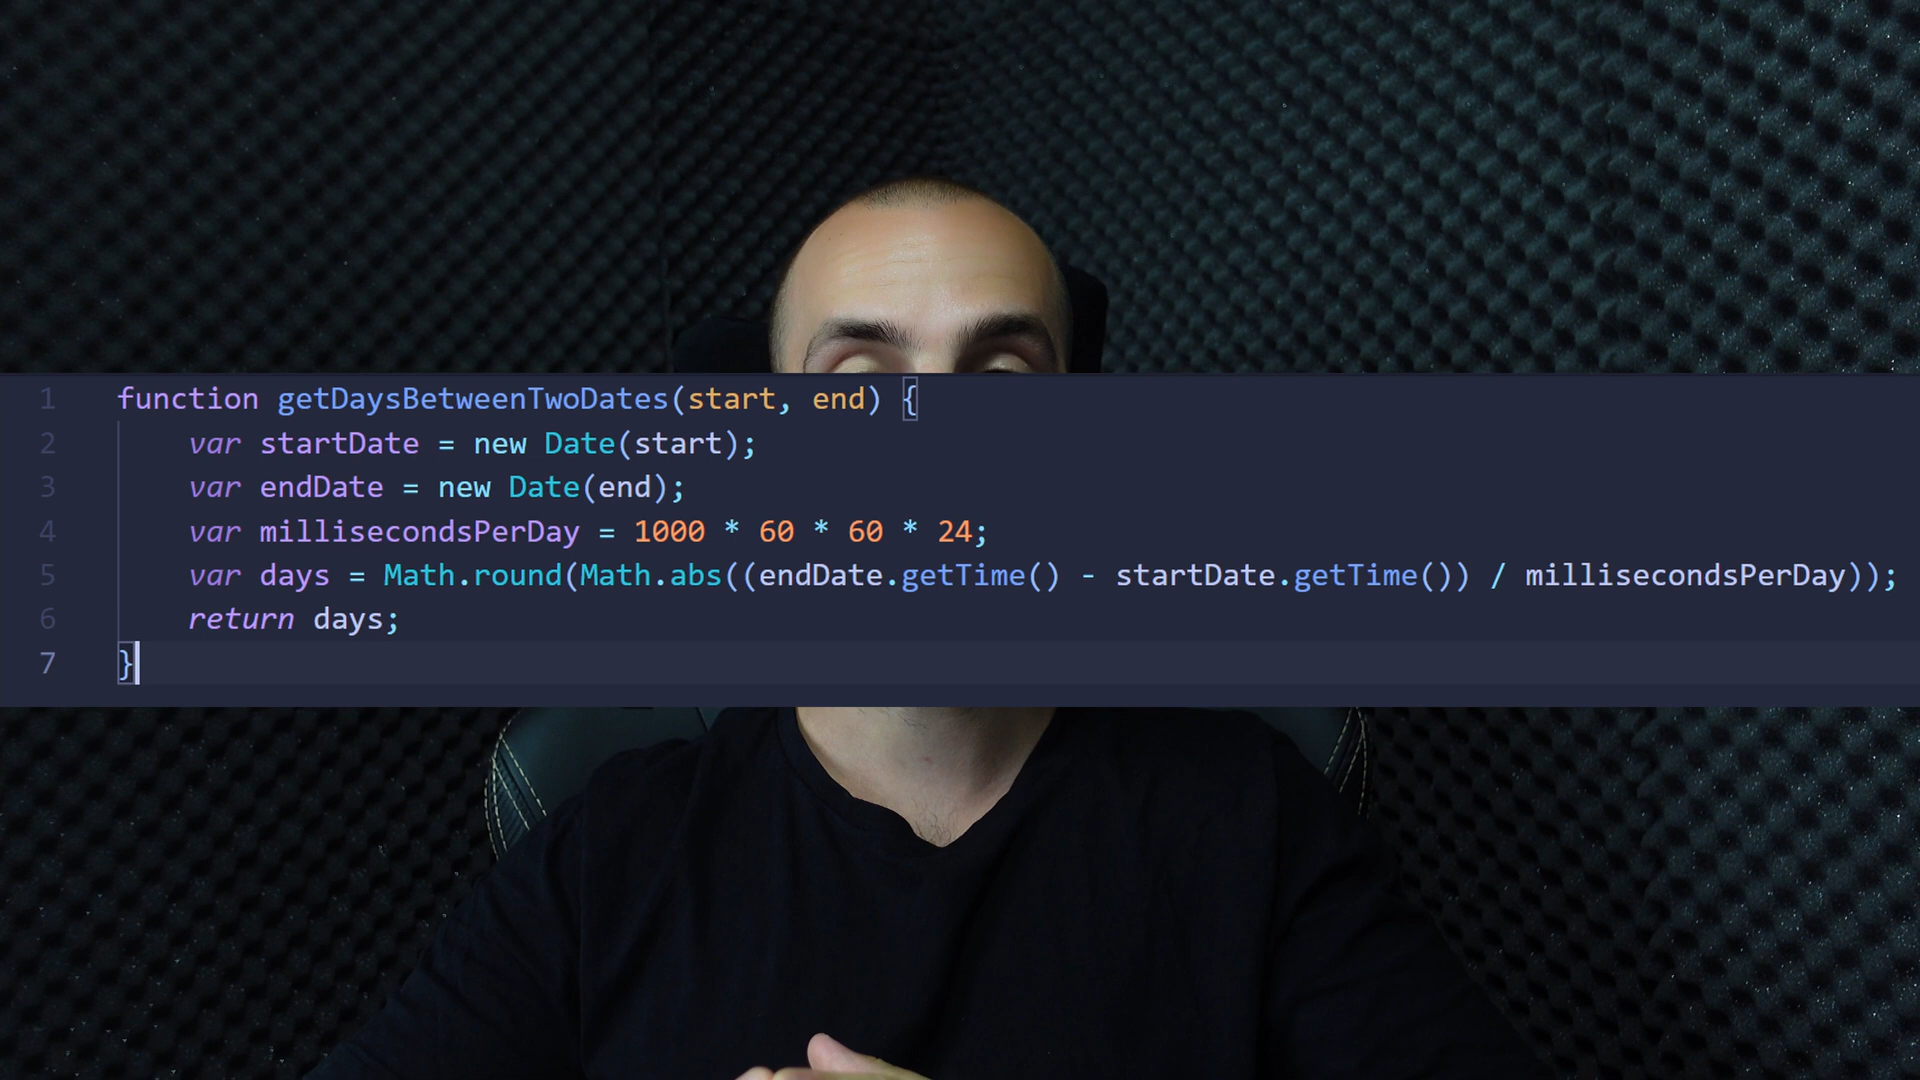 1 function getDaysBetweenTwoDates(start, end) {
2 var startDate = new Date(start);
3 var endDate = new Date(end);
4 var millisecondsPerDay = 1000 * 60 * 60 * 24;
5 var days = Math.round(Math.abs((endDate.getTime() - startDate.getTime()) / millisecondsPerDay));
6 return days;
7 }